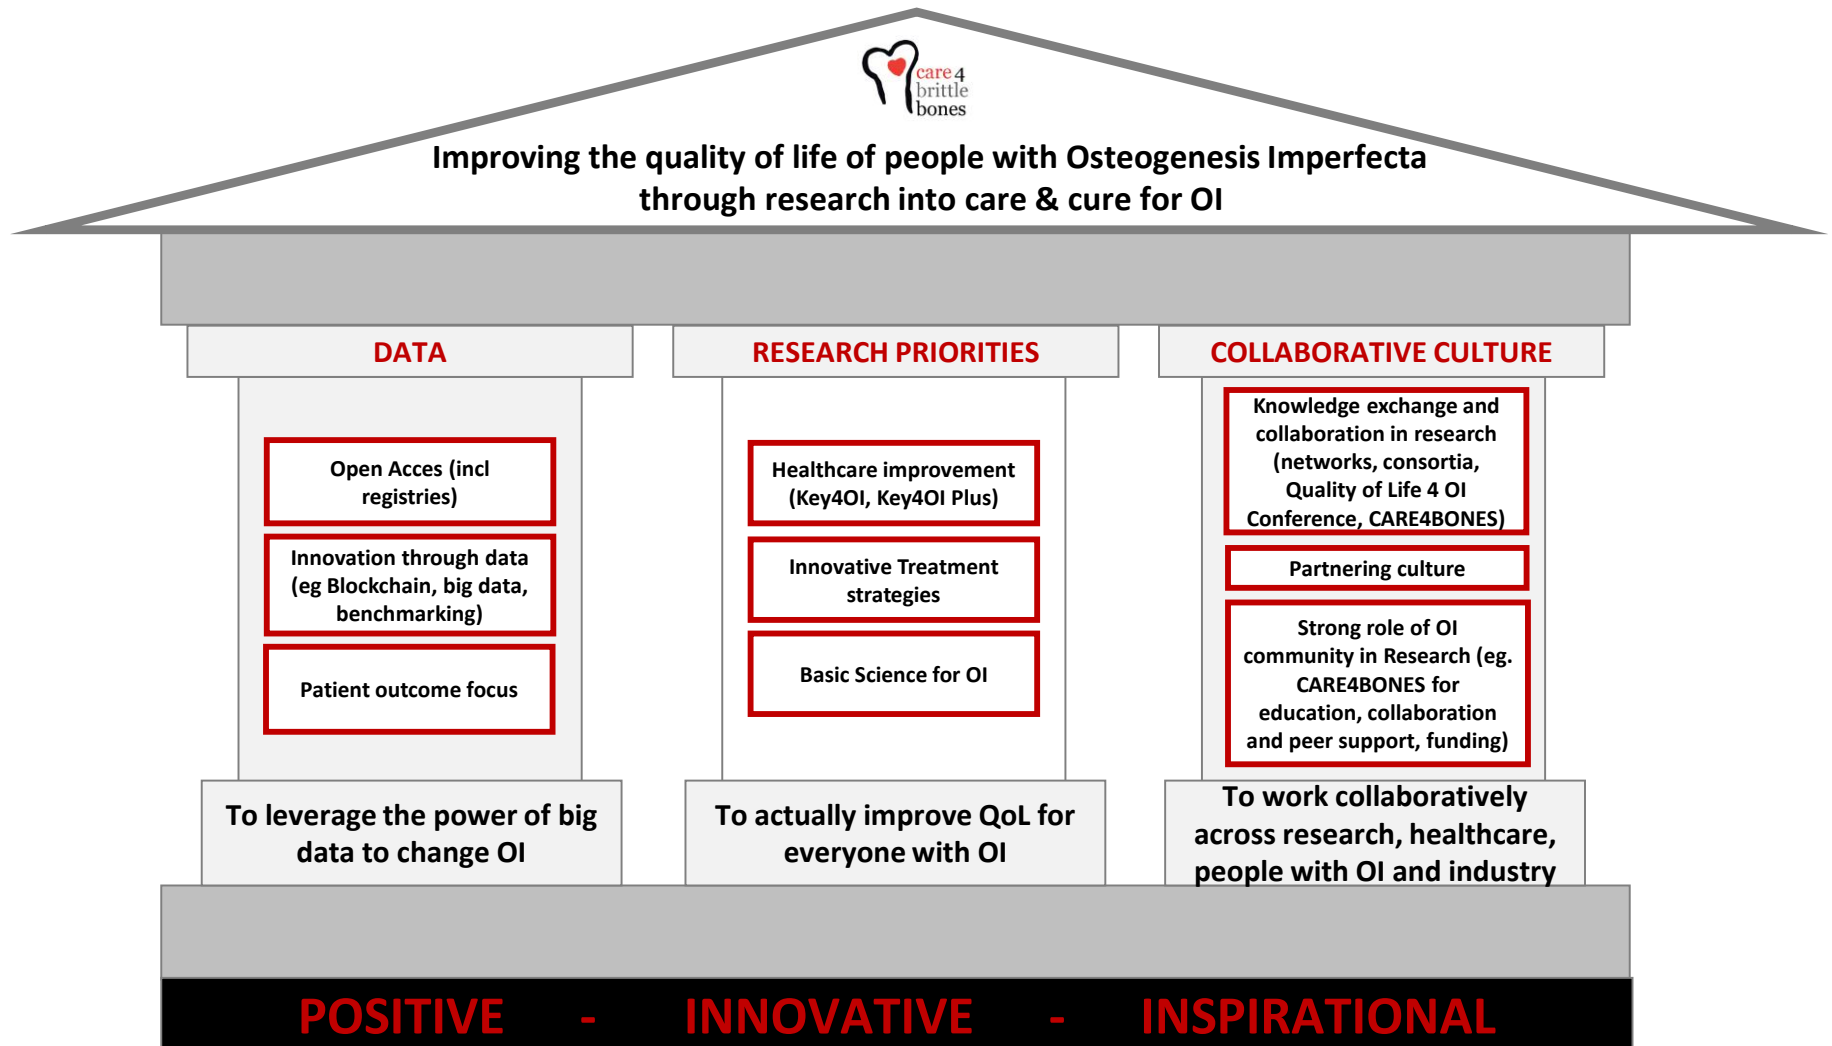 care 4
brittle
bones
Improving the quality of life of people with Osteogenesis Imperfecta
through research into care & cure for OI
DATA
Open Acces (incl
registries)
Innovation through data
(eg Blockchain, big data,
benchmarking)
Patient outcome focus
To leverage the power of big
data to change OI
RESEARCH PRIORITIES
Healthcare improvement
(Key4OI, Key4OI Plus)
Innovative Treatment
strategies
Basic Science for OI
To actually improve QoL for
everyone with OI
COLLABORATIVE CULTURE
Knowledge exchange and
collaboration in research
(networks, consortia,
Quality of Life 4 OI
Conference, CARE4BONES)
Partnering culture
Strong role of OI
community in Research (eg.
CARE4BONES for
education, collaboration
and peer support, funding)
To work collaboratively
across research, healthcare,
people with OI and industry
POSITIVE - INNOVATIVE - INSPIRATIONAL